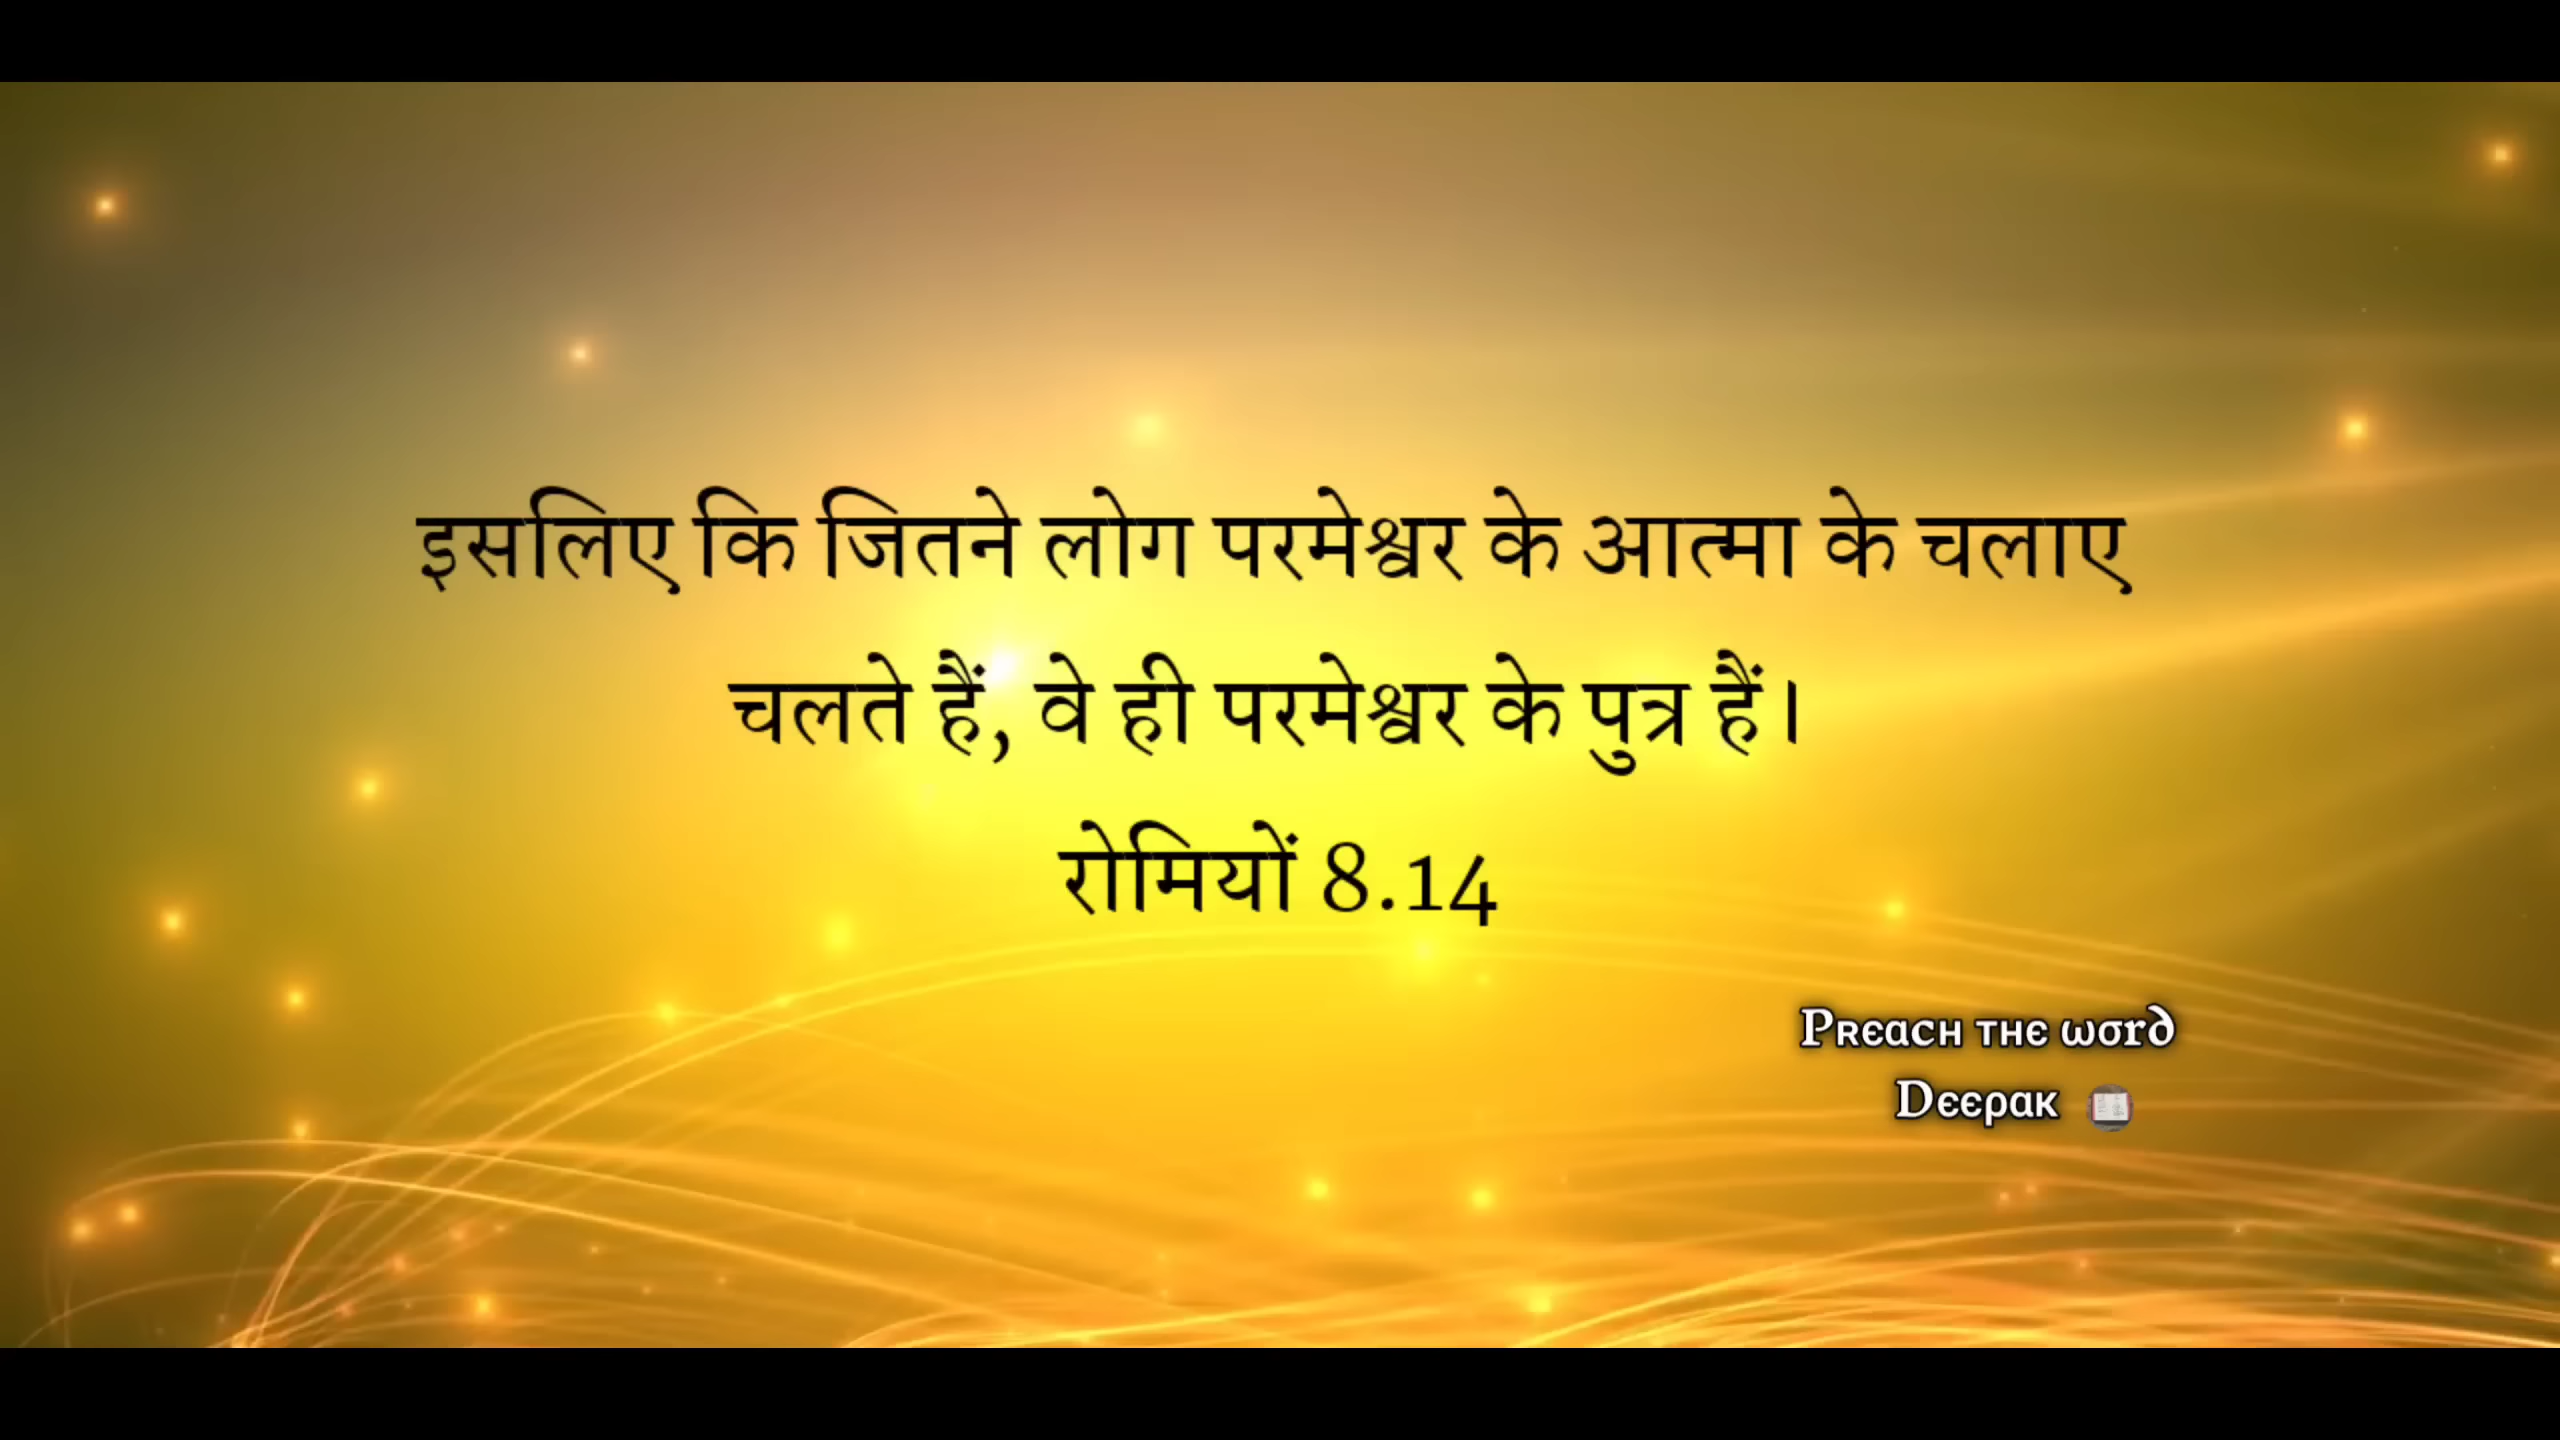 इसलिए कि जितने लोग परमेश्वर के आत्मा के चलाए
चलते हैं, वे ही परमेश्वर के पुत्र हैं।
रोमियों 8.14
Preach the word
Deepak